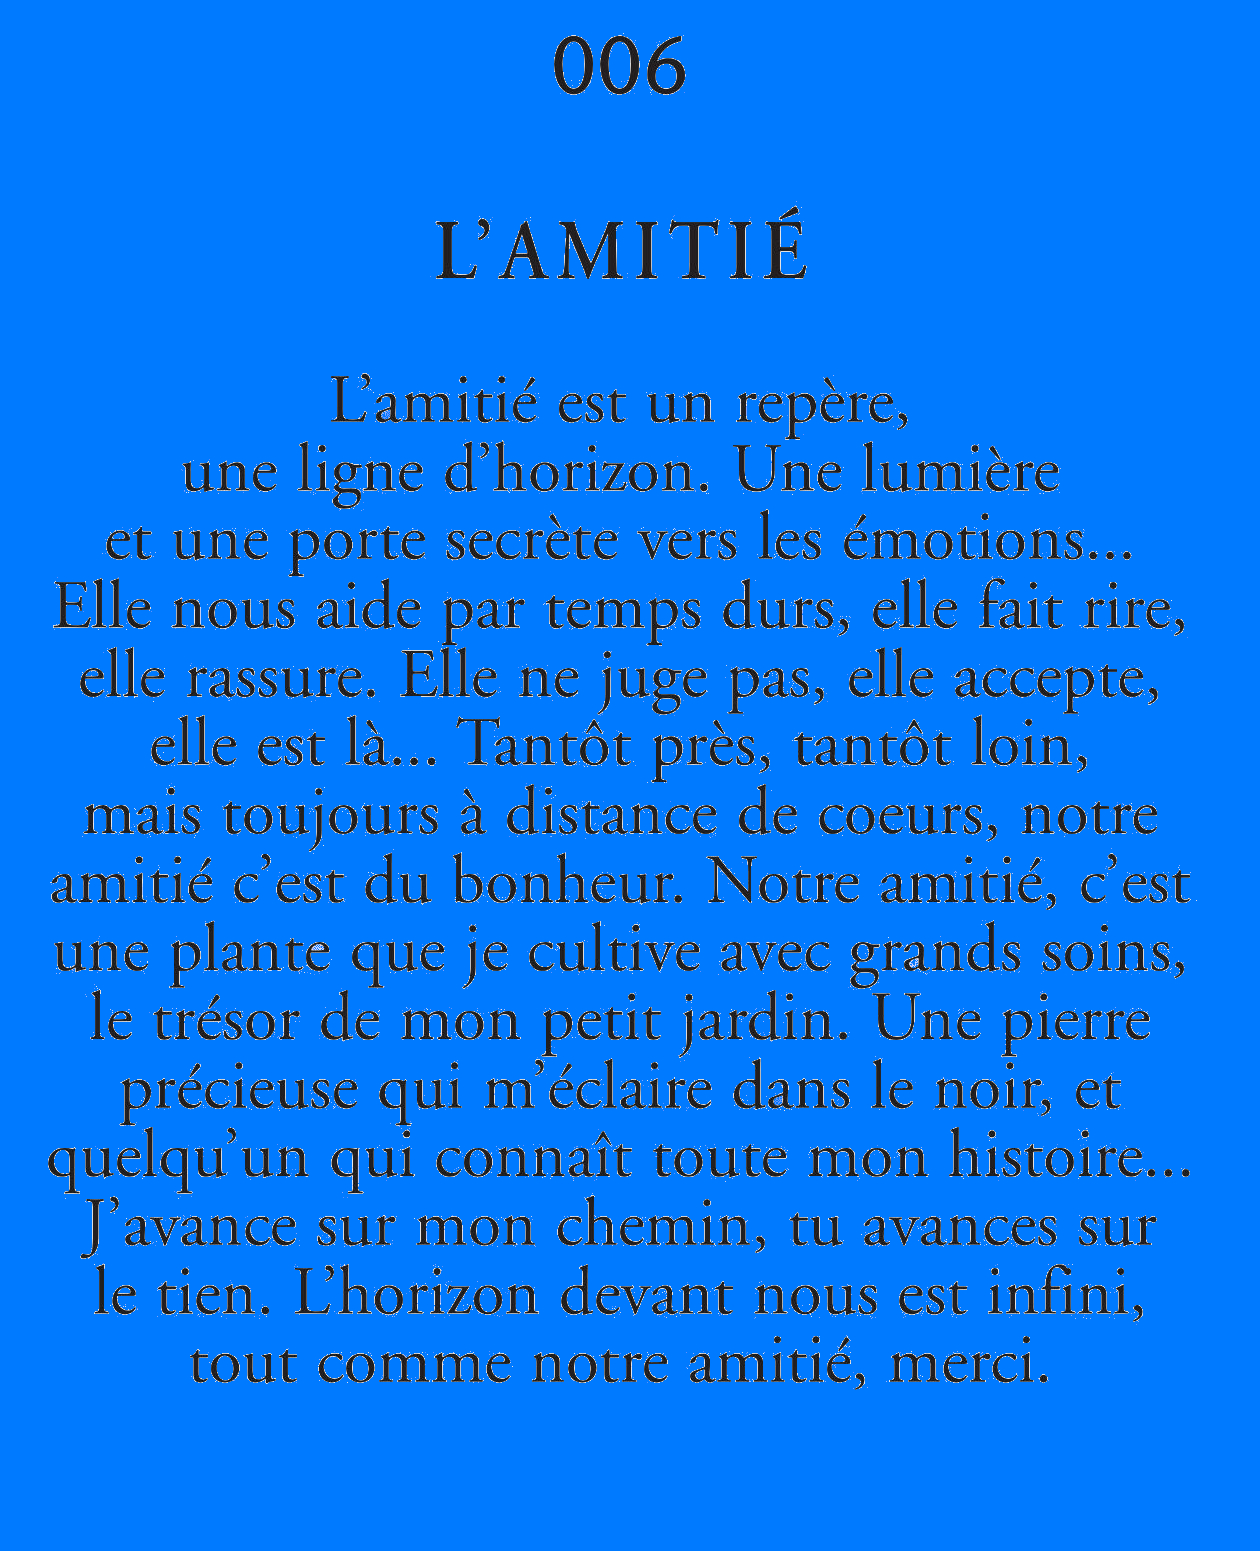 006
L’AMITIÉ
L’amitié est un repère,
une ligne d’horizon. Une lumière
et une porte secrète vers les émotions...
Elle nous aide par temps durs, elle fait rire,
elle rassure. Elle ne juge pas, elle accepte,
elle est là... Tantôt près, tantôt loin,
mais toujours à distance de coeurs, notre
amitié c’est du bonheur. Notre amitié, c’est
une plante que je cultive avec grands soins,
le trésor de mon petit jardin. Une pierre
précieuse qui m’éclaire dans le noir, et
quelqu’un qui connaît toute mon histoire...
J’avance sur mon chemin, tu avances sur
le tien. L’horizon devant nous est infini,
tout comme notre amitié, merci.